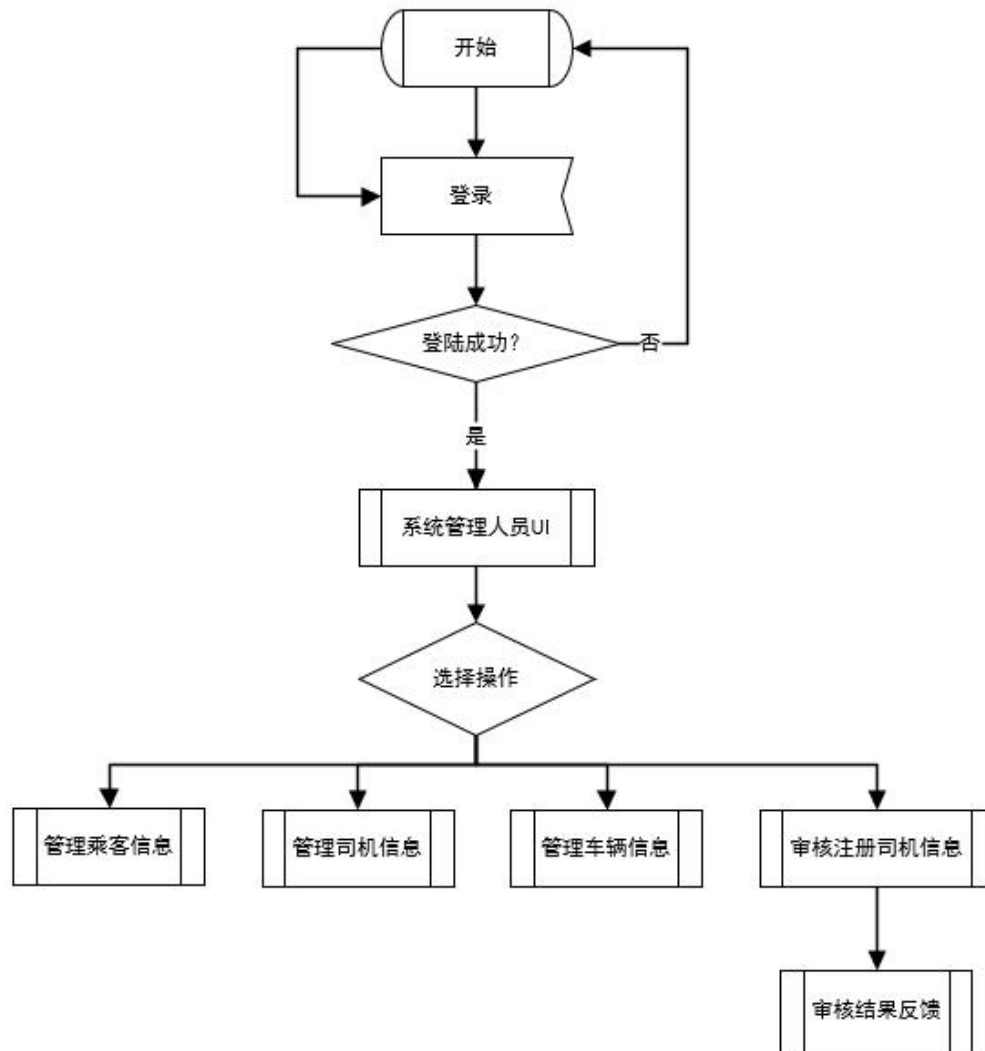 开始
登录
登陆成功?
否
是
系统管理人员UI
选择操作
管理乘客信息
管理司机信息
管理车辆信息
审核注册司机信息
审核结果反馈